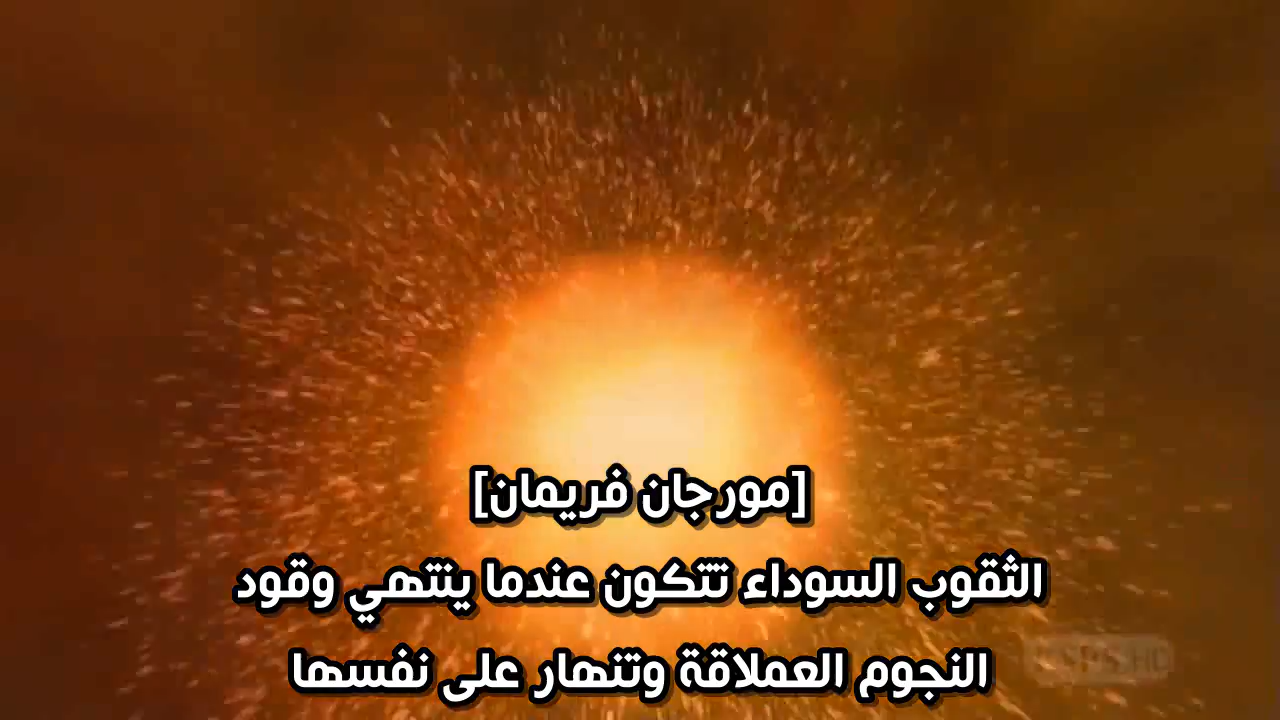 [مورجان فريمان]
الثقوب السوداء تتكون عندما ينتهي وقود
النجوم العملاقة وتنهار على نفسها